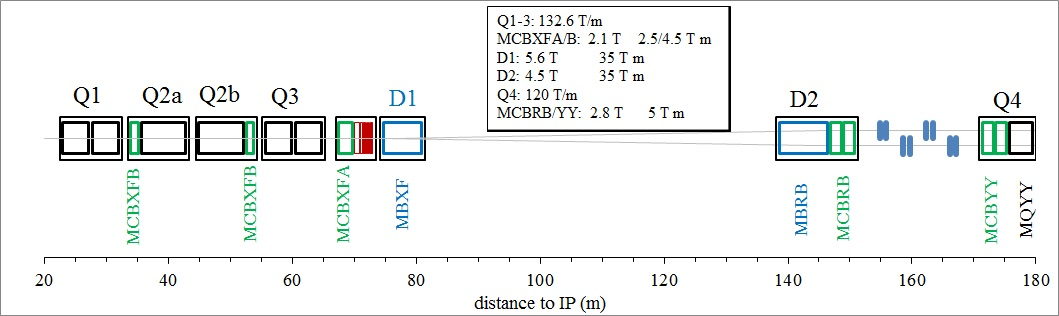 Q1-3: 132.6 T/m
MCBXFA/B: 2.1 T 2.5/4.5 T m
D1: 5.6 T 35 T m
D2: 4.5 T 35 T m
Q4: 120 T/m
MCBRB/YY: 2.8 T 5 T m
Q1 Q2a Q2b Q3 D1 D2 Q4
MCBXFB MCBXFB MCBXFA MBXF MBRB MCBRB MCBYY MQYY
20 40 60 80 100 120 140 160 180
distance to IP (m)